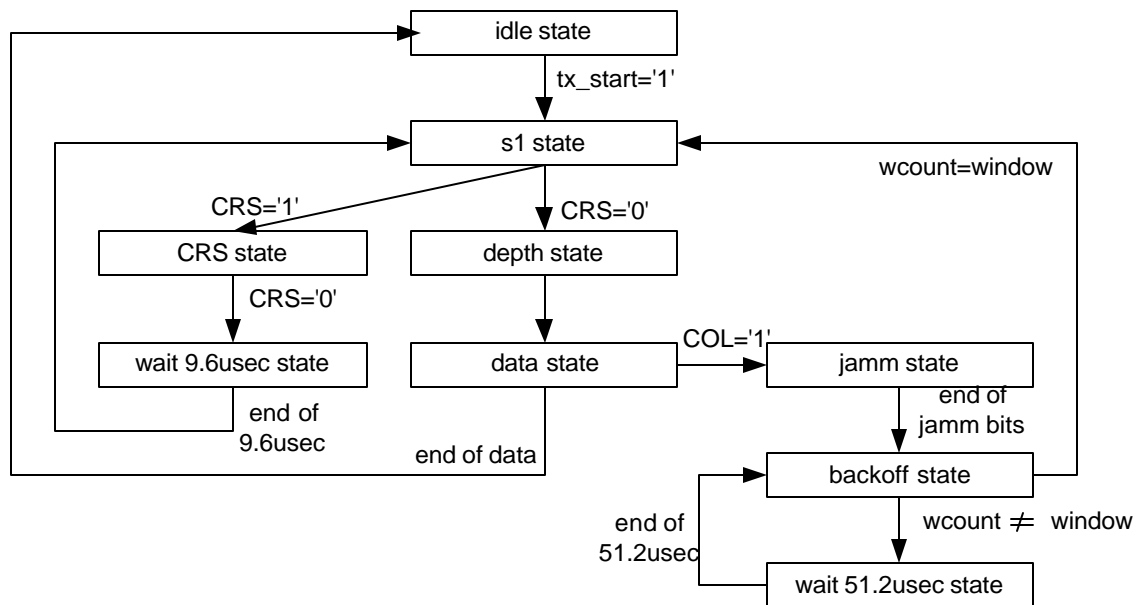 idle state
tx_start='1'
s1 state
wcount=window
CRS='1'
CRS='0'
CRS state
depth state
CRS='0'
COL='1'
wait 9.6usec state
data state
jamm state
end of
9.6usec
end of
jamm bits
end of data
backoff state
end of
51.2usec
wcount ≠ window
wait 51.2usec state